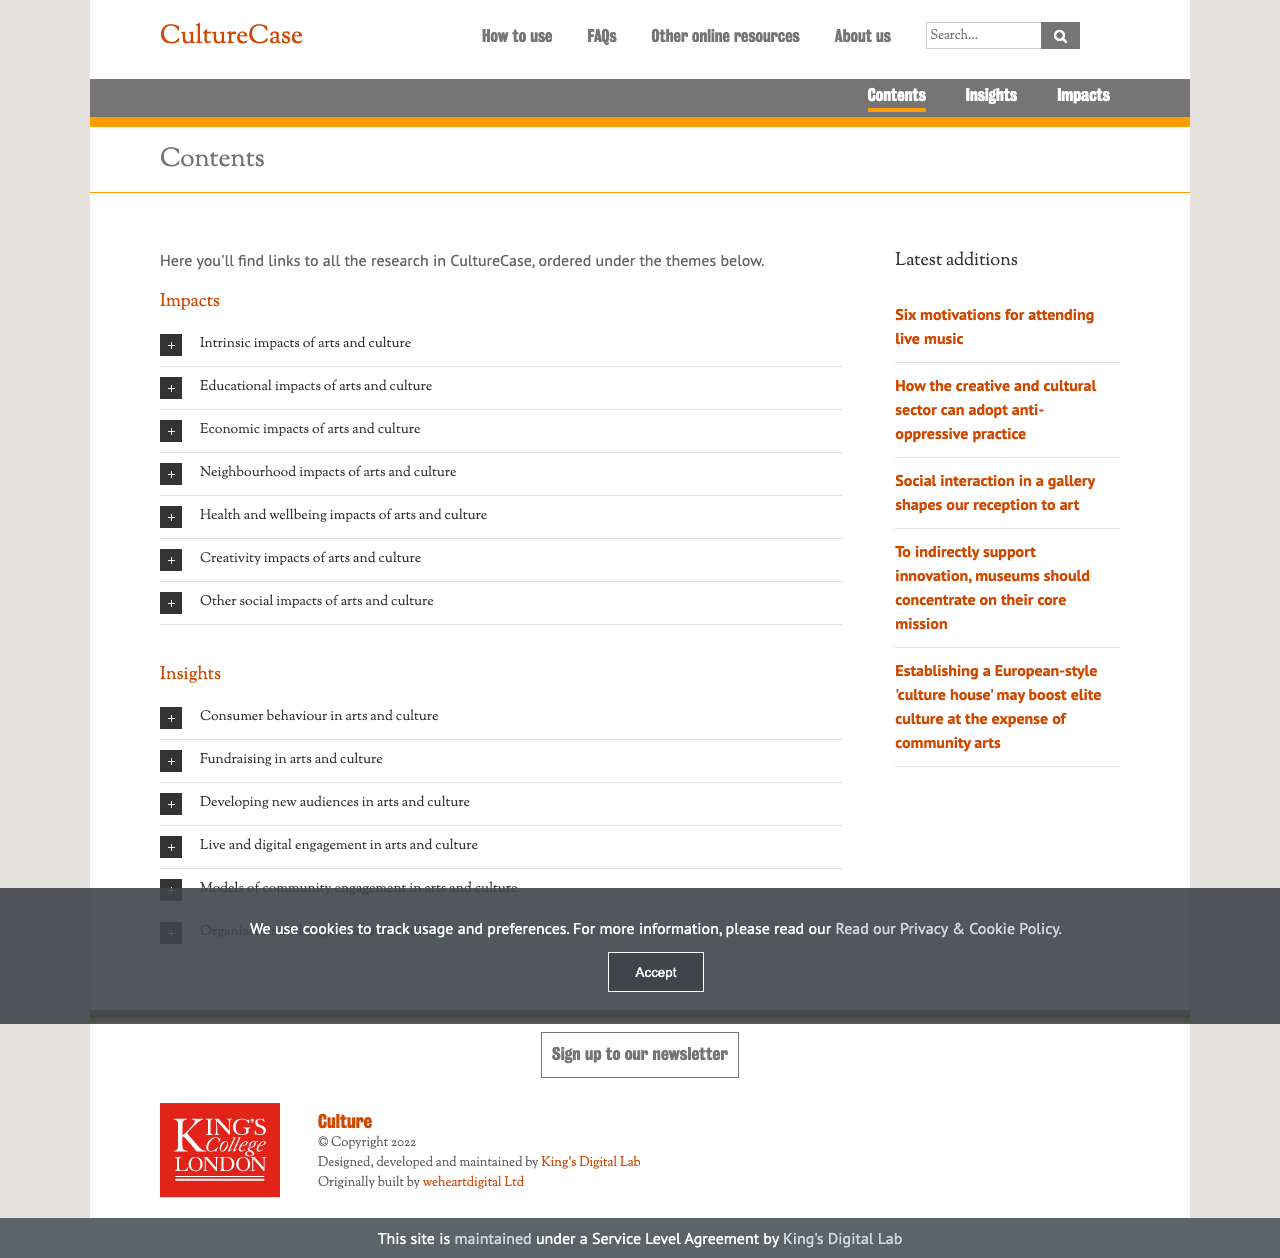 CultureCase
How to use
FAQs
Other online resources
About us
Search...
Contents
Insights
Impacts
Contents
Here you'll find links to all the research in CultureCase, ordered under the themes below.
Impacts
+ Intrinsic impacts of arts and culture
+ Educational impacts of arts and culture
+ Economic impacts of arts and culture
+ Neighbourhood impacts of arts and culture
+ Health and wellbeing impacts of arts and culture
+ Creativity impacts of arts and culture
+ Other social impacts of arts and culture
Insights
+ Consumer behaviour in arts and culture
+ Fundraising in arts and culture
+ Developing new audiences in arts and culture
+ Live and digital engagement in arts and culture
+ Models of community engagement in arts and culture
Latest additions
Six motivations for attending
live music
How the creative and cultural
sector can adopt anti-
oppressive practice
Social interaction in a gallery
shapes our reception to art
To indirectly support
innovation, museums should
concentrate on their core
mission
Establishing a European-style
'culture house' may boost elite
culture at the expense of
community arts
We use cookies to track usage and preferences. For more information, please read our Read our Privacy & Cookie Policy.
Accept
Sign up to our newsletter
KING'S
College
LONDON
Culture
© Copyright 2022
Designed, developed and maintained by King's Digital Lab
Originally built by weheartdigital Ltd
This site is maintained under a Service Level Agreement by King's Digital Lab